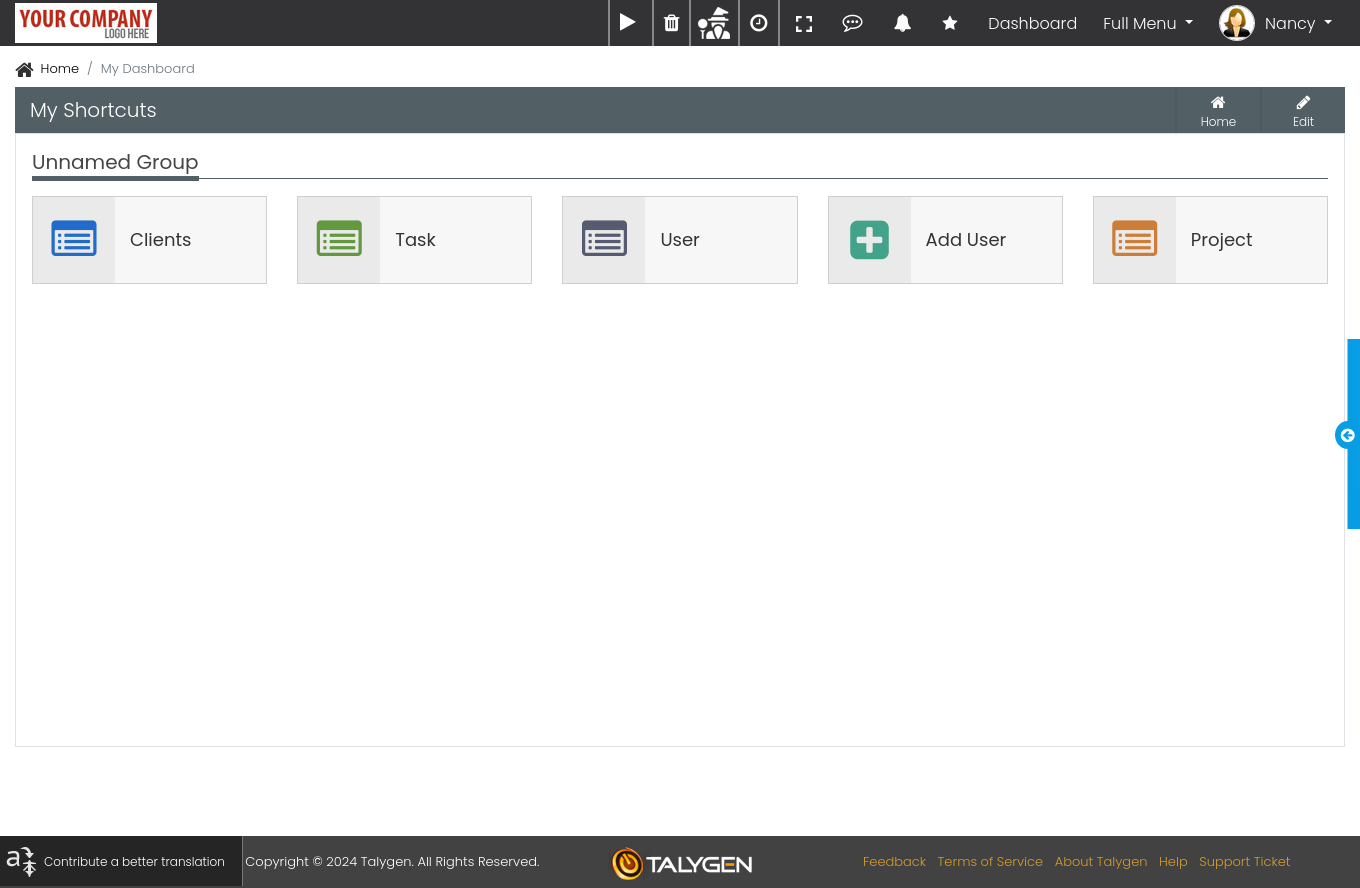 YOUR COMPANY
LOGO HERE
Dashboard
Full Menu
Nancy
Home / My Dashboard
My Shortcuts
Home
Edit
Unnamed Group
Clients
Task
User
Add User
Project
Contribute a better translation
Copyright © 2024 Talygen. All Rights Reserved.
TALYGEN
Feedback Terms of Service About Talygen Help Support Ticket